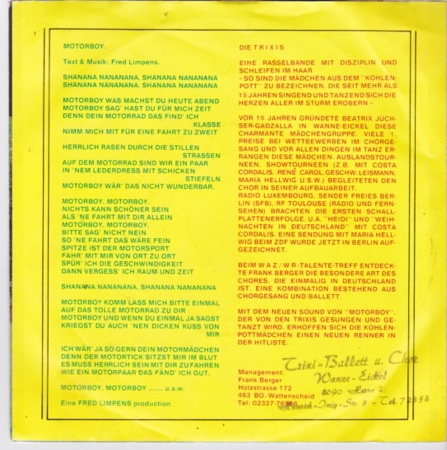 MOTORBOY.
Text & Musik: Fred Limpens.
SHANANA NANANANA, SHANANA NANANANA
SHANANA NANANANA, SHANANA NANANANA
MOTORBOY WAS MACHST DU HEUTE ABEND
MOTORBOY SAG' HAST DU FÜR MICH ZEIT
DENN DEIN MOTORRAD DAS FIND' ICH
KLASSE
NIMM MICH MIT FÜR EINE FAHRT ZU ZWEIT
HERRLICH RASEN DURCH DIE STILLEN
STRASSEN
AUF DEM MOTORRAD SIND WIR EIN PAAR
IN 'NEM LEDERDRESS MIT SCHICKEN
STIEFELN
MOTORBOY WÄR' DAS NICHT WUNDERBAR.
MOTORBOY, MOTORBOY,
NICHTS KANN SCHÖNER SEIN
ALS 'NE FAHRT MIT DIR ALLEIN
MOTORBOY, MOTORBOY,
BITTE SAG' NICHT NEIN
SO 'NE FAHRT DAS WÄRE FEIN
SPITZE IST DER MOTORSPORT
FAHR' MIT MIR VON ORT ZU ORT
SPÜR' ICH DIE GESCHWINDIGKEIT
DANN VERGESS' ICH RAUM UND ZEIT
SHANANA NANANANA, SHANANA NANANANA
MOTORBOY KOMM LASS MICH BITTE EINMAL
AUF DAS TOLLE MOTORRAD ZU DIR
MOTORBOY UND WENN DU EINMAL JA SAGST
KRIEGST DU AUCH 'NEN DICKEN KUSS VON
MIR
ICH WÄR' JA SO GERN DEIN MOTORMÄDCHEN
DENN DER MOTORTICK SITZT MIR IM BLUT
ES MUSS HERRLICH SEIN MIT DIR ZU FAHREN
WIE EIN MOTORPAAR DAS FÄND' ICH GUT.
MOTORBOY, MOTORBOY ...... u.s.w.
Eine FRED LIMPENS production
DIE TRIXIS
EINE RASSELBANDE MIT DISZIPLIN UND
SCHLEIFEN IM HAAR
- SO SIND DIE MÄDCHEN AUS DEM "KOHLEN-
POTT" ZU BEZEICHNEN, DIE SEIT MEHR ALS
15 JAHREN SINGEND UND TANZEND SICH DIE
HERZEN ALLER IM STURM EROBERN -
VOR 15 JAHREN GRÜNDETE BEATRIX JÜCH-
SER-GADZALLA IN WANNE-EICKEL DIESE
CHARMANTE MÄDCHENGRUPPE. VIELE 1.
PREISE BEI WETTBEWERBEN IM CHORGE-
SANG UND VOR ALLEN DINGEN IM TANZ ER-
RANGEN DIESE MÄDCHEN. AUSLANDSTOUR-
NEEN, SHOWTOURNEEN (Z.B. MIT COSTA
CORDALIS, RENÉ CAROL, GESCHW. LEISMANN,
MARIA HELLWIG U.S.W.) BEGLEITETEN DEN
CHOR IN SEINER AUFBAUARBEIT.
RADIO LUXEMBOURG, SENDER FREIES BER-
LIN (SFB), RF TOULOUSE (RADIO UND FERN-
SEHEN) BRACHTEN DIE ERSTEN SCHALL-
PLATTENERFOLGE. U.A. "HEIDI" UND "WEIH-
NACHTEN IN DEUTSCHLAND" MIT COSTA
CORDALIS. EINE SENDUNG MIT MARIA HELL-
WIG BEIM ZDF WURDE JETZT IN BERLIN AUF-
GEZEICHNET.
BEIM WAZ/WR-TALENTE-TREFF ENTDECK-
TE FRANK BERGER DIE BESONDERE ART DES
CHORES, DIE EINMALIG IN DEUTSCHLAND
IST. EINE KOMBINATION BESTEHEND AUS
CHORGESANG UND BALLETT.
MIT DEM NEUEN SOUND VON "MOTORBOY",
DER VON DEN TRIXIS GESUNGEN UND GE-
TANZT WIRD, ERHOFFEN SICH DIE KOHLEN-
POTTMÄDCHEN EINEN NEUEN RENNER IN
DER HITLISTE.
Management:
Frank Berger
Holzstrasse 172
463 BO.-Wattenscheid
Tel: 02327-
Trixi-Ballett u. Chor
Wanne-Eickel
Herne 2